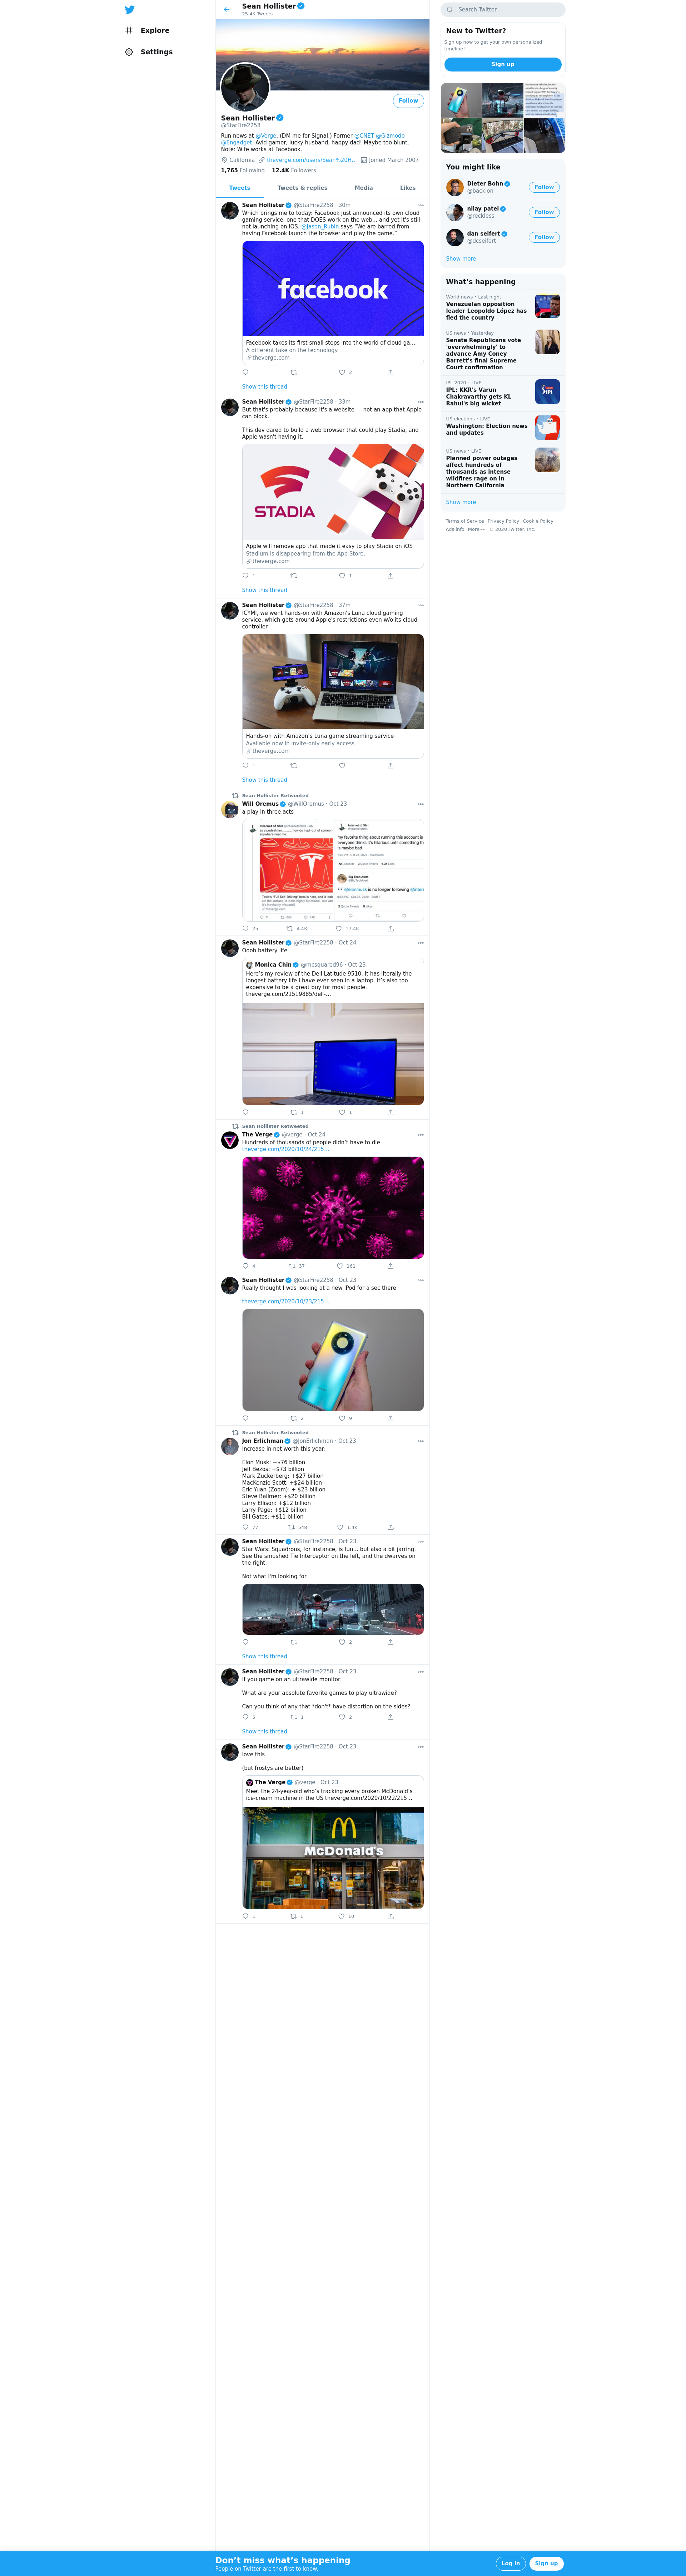 Explore
Settings
Sean Hollister
25.4K Tweets
Follow
Sean Hollister
@StarFire2258
Run news at @Verge. (DM me for Signal.) Former @CNET @Gizmodo
@Engadget. Avid gamer, lucky husband, happy dad! Maybe too blunt.
Note: Wife works at Facebook.
California theverge.com/users/Sean%20H… Joined March 2007
1,765 Following 12.4K Followers
Tweets Tweets & replies Media Likes
Sean Hollister @StarFire2258 · 30m
Which brings me to today: Facebook just announced its own cloud
gaming service, one that DOES work on the web... and yet it's still
not launching on iOS. @Jason_Rubin says "We are barred from
having Facebook launch the browser and play the game."
facebook
Facebook takes its first small steps into the world of cloud ga…
A different take on the technology.
theverge.com
2
Show this thread
Sean Hollister @StarFire2258 · 33m
But that's probably because it's a website — not an app that Apple
can block.
This dev dared to build a web browser that could play Stadia, and
Apple wasn't having it.
STADIA
Apple will remove app that made it easy to play Stadia on iOS
Stadium is disappearing from the App Store.
theverge.com
1 1
Show this thread
Sean Hollister @StarFire2258 · 37m
ICYMI, we went hands-on with Amazon's Luna cloud gaming
service, which gets around Apple's restrictions even w/o its cloud
controller
Hands-on with Amazon's Luna game streaming service
Available now in invite-only early access.
theverge.com
1
Show this thread
Sean Hollister Retweeted
Will Oremus @WillOremus · Oct 23
a play in three acts
my favorite thing about running this account is
everyone thinks it's hilarious until something th
is maybe bad
@elonmusk is no longer following @intern
25 4.4K 17.4K
Sean Hollister @StarFire2258 · Oct 24
Oooh battery life
Monica Chin @mcsquared96 · Oct 23
Here's my review of the Dell Latitude 9510. It has literally the
longest battery life I have ever seen in a laptop. It's also too
expensive to be a great buy for most people.
theverge.com/21519885/dell-…
1 1
Sean Hollister Retweeted
The Verge @verge · Oct 24
Hundreds of thousands of people didn't have to die
theverge.com/2020/10/24/215…
4 37 161
Sean Hollister @StarFire2258 · Oct 23
Really thought I was looking at a new iPod for a sec there
theverge.com/2020/10/23/215…
2 9
Sean Hollister Retweeted
Jon Erlichman @JonErlichman · Oct 23
Increase in net worth this year:
Elon Musk: +$76 billion
Jeff Bezos: +$73 billion
Mark Zuckerberg: +$27 billion
MacKenzie Scott: +$24 billion
Eric Yuan (Zoom): + $23 billion
Steve Ballmer: +$20 billion
Larry Ellison: +$12 billion
Larry Page: +$12 billion
Bill Gates: +$11 billion
77 548 1.4K
Sean Hollister @StarFire2258 · Oct 23
Star Wars: Squadrons, for instance, is fun... but also a bit jarring.
See the smushed Tie Interceptor on the left, and the dwarves on
the right.
Not what I'm looking for.
2
Show this thread
Sean Hollister @StarFire2258 · Oct 23
If you game on an ultrawide monitor:
What are your absolute favorite games to play ultrawide?
Can you think of any that *don't* have distortion on the sides?
5 1 2
Show this thread
Sean Hollister @StarFire2258 · Oct 23
love this
(but frostys are better)
The Verge @verge · Oct 23
Meet the 24-year-old who's tracking every broken McDonald's
ice-cream machine in the US theverge.com/2020/10/22/215…
McDonald's
1 1 10
Search Twitter
New to Twitter?
Sign up now to get your own personalized
timeline!
Sign up
You might like
Dieter Bohn
@backlon
Follow
nilay patel
@reckless
Follow
dan seifert
@dcseifert
Follow
Show more
What's happening
World news · Last night
Venezuelan opposition
leader Leopoldo López has
fled the country
US news · Yesterday
Senate Republicans vote
'overwhelmingly' to
advance Amy Coney
Barrett's final Supreme
Court confirmation
IPL 2020 · LIVE
IPL: KKR's Varun
Chakravarthy gets KL
Rahul's big wicket
IPL
US elections · LIVE
Washington: Election news
and updates
US news · LIVE
Planned power outages
affect hundreds of
thousands as intense
wildfires rage on in
Northern California
Show more
Terms of Service Privacy Policy Cookie Policy
Ads info More © 2020 Twitter, Inc.
Don't miss what's happening
People on Twitter are the first to know.
Log in
Sign up